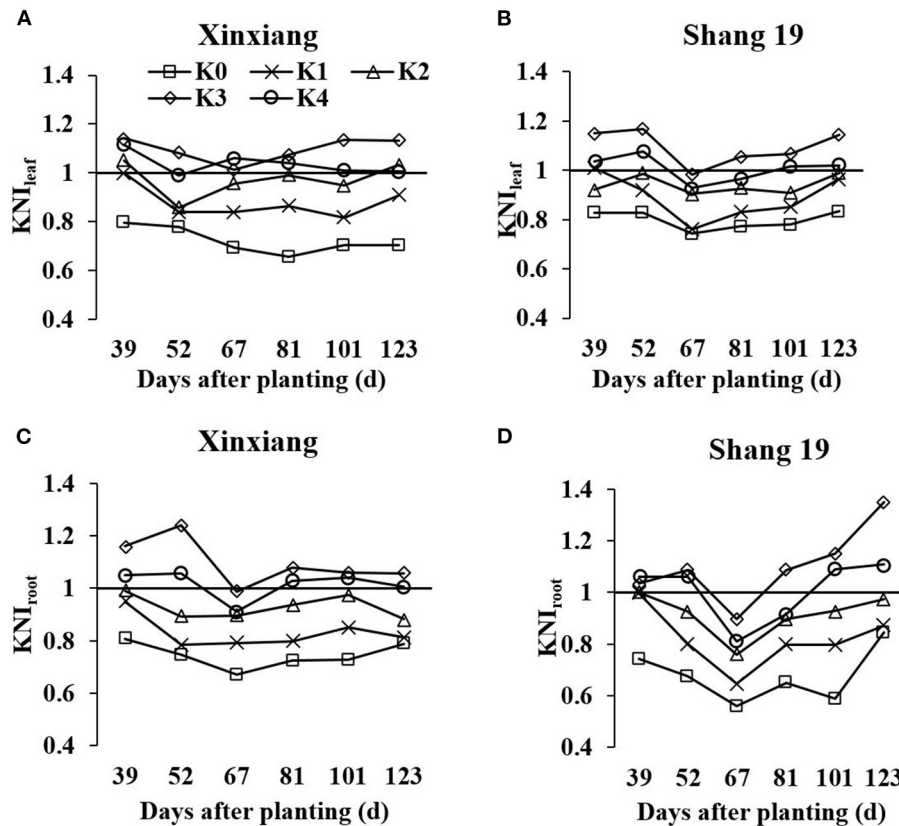 A
Xinxiang
K0 K1 K2
K3 K4
1.4
1.2
1
0.8
0.6
0.4
KNIleaf
39 52 67 81 101 123
Days after planting (d)
B
Shang 19
1.4
1.2
1
0.8
0.6
0.4
KNIleaf
39 52 67 81 101 123
Days after planting (d)
C
Xinxiang
1.4
1.2
1
0.8
0.6
0.4
KNIroot
39 52 67 81 101 123
Days after planting (d)
D
Shang 19
1.4
1.2
1
0.8
0.6
0.4
KNIroot
39 52 67 81 101 123
Days after planting (d)